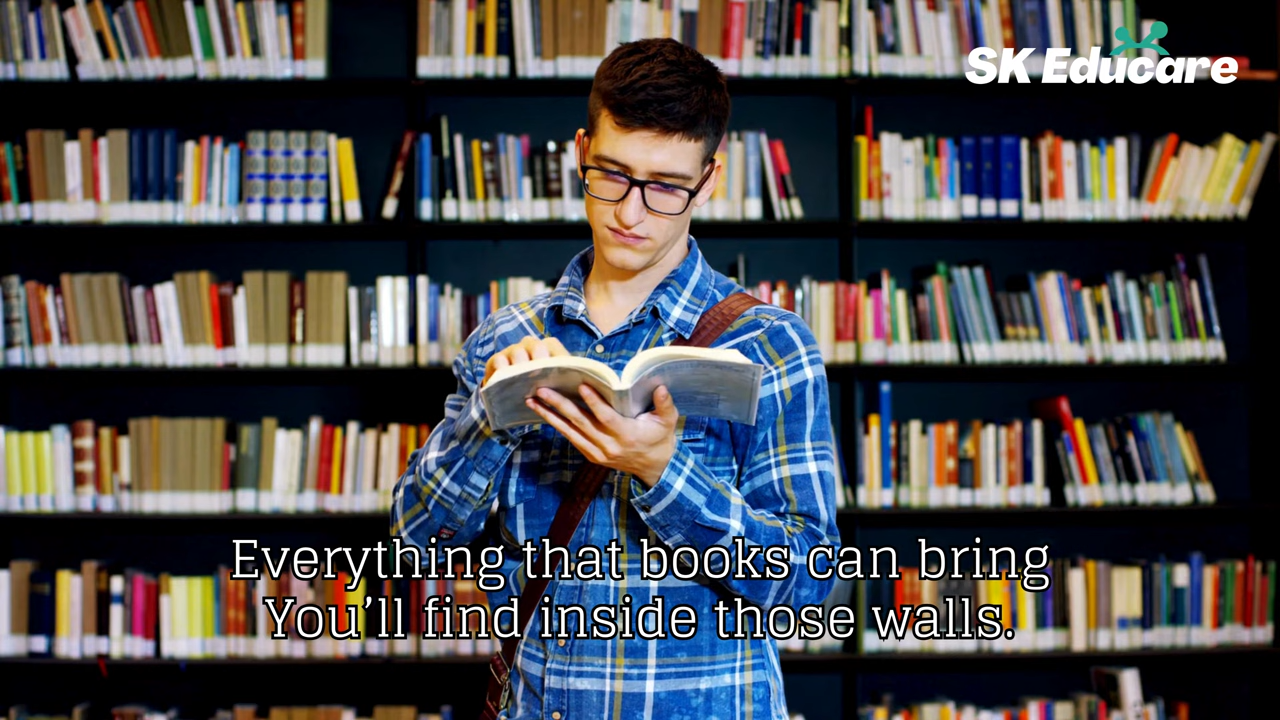 SK Educare
Everything that books can bring
You'll find inside those walls.